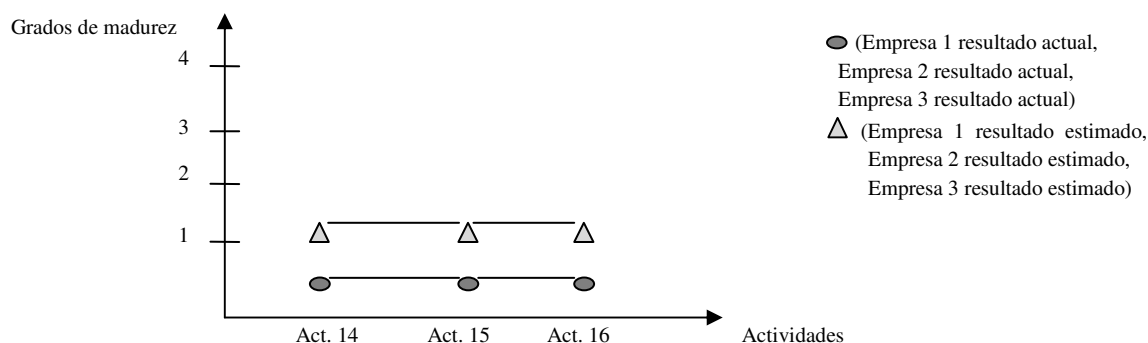 Grados de madurez
4
3
2
1
Act. 14 Act. 15 Act. 16 Actividades
(Empresa 1 resultado actual,
Empresa 2 resultado actual,
Empresa 3 resultado actual)
(Empresa 1 resultado estimado,
Empresa 2 resultado estimado,
Empresa 3 resultado estimado)